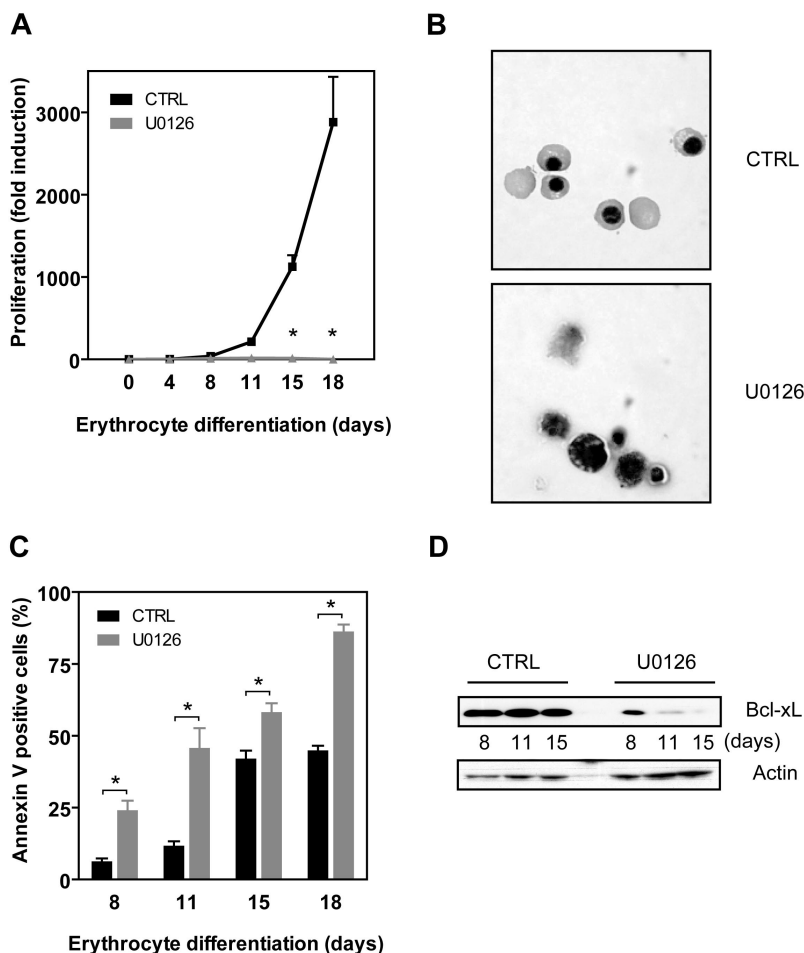 A
Proliferation (fold induction)
3000
2000
1000
0
CTRL
U0126
* *
0 4 8 11 15 18
Erythrocyte differentiation (days)
B
CTRL
U0126
C
Annexin V positive cells (%)
100
75
50
25
0
CTRL
U0126
* * * *
8 11 15 18
Erythrocyte differentiation (days)
D
CTRL U0126
Bcl-xL
8 11 15 8 11 15 (days)
Actin